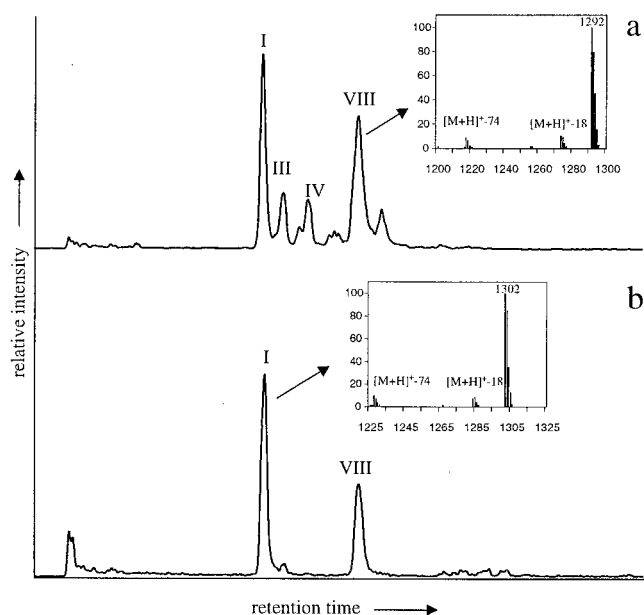 a
I
III
IV
VIII
1292
100
80
60
40
20
0
[M+H]+-74
[M+H]+-18
1200 1220 1240 1260 1280 1300
relative intensity
b
I
VIII
1302
100
80
60
40
20
0
[M+H]+-74
[M+H]+-18
1225 1245 1265 1285 1305 1325
retention time